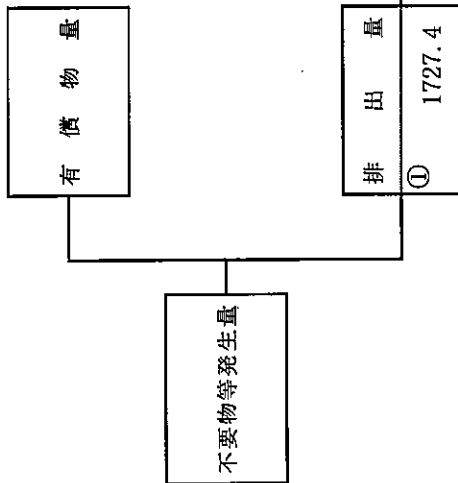 不要物等発生量
有償物量
排出量
①
1727.4